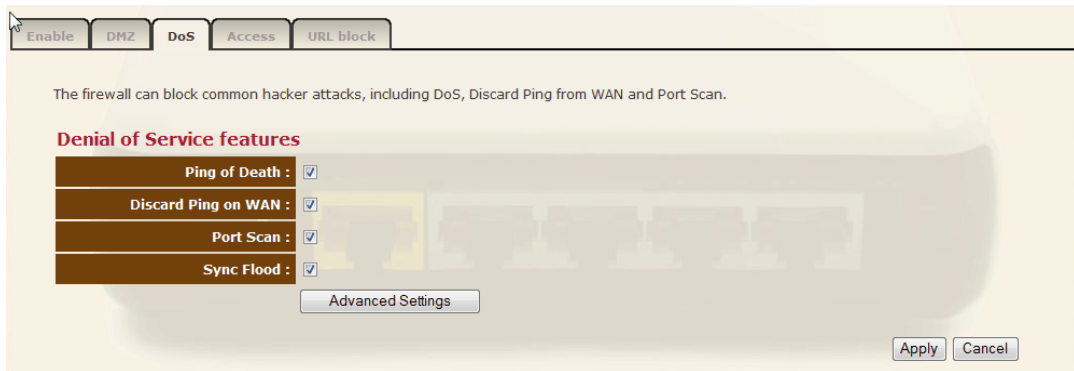 Enable DMZ DoS Access URL block
The firewall can block common hacker attacks, including DoS, Discard Ping from WAN and Port Scan.
Denial of Service features
Ping of Death :
Discard Ping on WAN :
Port Scan :
Sync Flood :
Advanced Settings
Apply Cancel